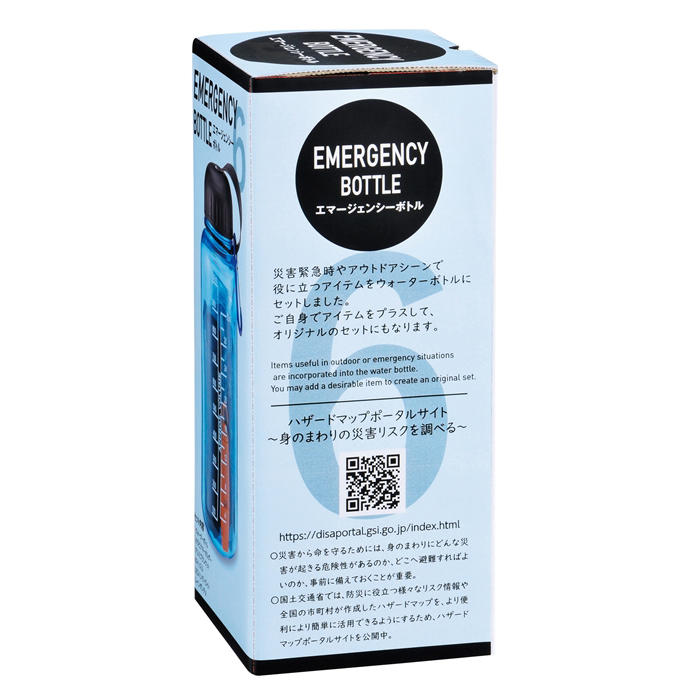 EMERGENCY
BOTTLE
エマージェンシーボトル
EMERGENCY
BOTTLE エマージェンシー
ボトル
EMERGENCY
BOTTLE
エマージェンシーボトル
6
災害緊急時やアウトドアシーンで
役に立つアイテムをウォーターボトルに
セットしました。
ご自身でアイテムをプラスして、
オリジナルのセットにもなります。
Items useful in outdoor or emergency situations
are incorporated into the water bottle.
You may add a desirable item to create an original set.
ハザードマップポータルサイト
～身のまわりの災害リスクを調べる～
https://disaportal.gsi.go.jp/index.html
○災害から命を守るためには、身のまわりにどんな災
害が起きる危険性があるのか、どこへ避難すればよ
いのか、事前に備えておくことが重要。
○国土交通省では、防災に役立つ様々なリスク情報や
全国の市町村が作成したハザードマップを、より便
利により簡単に活用できるようにするため、ハザード
マップポータルサイトを公開中。